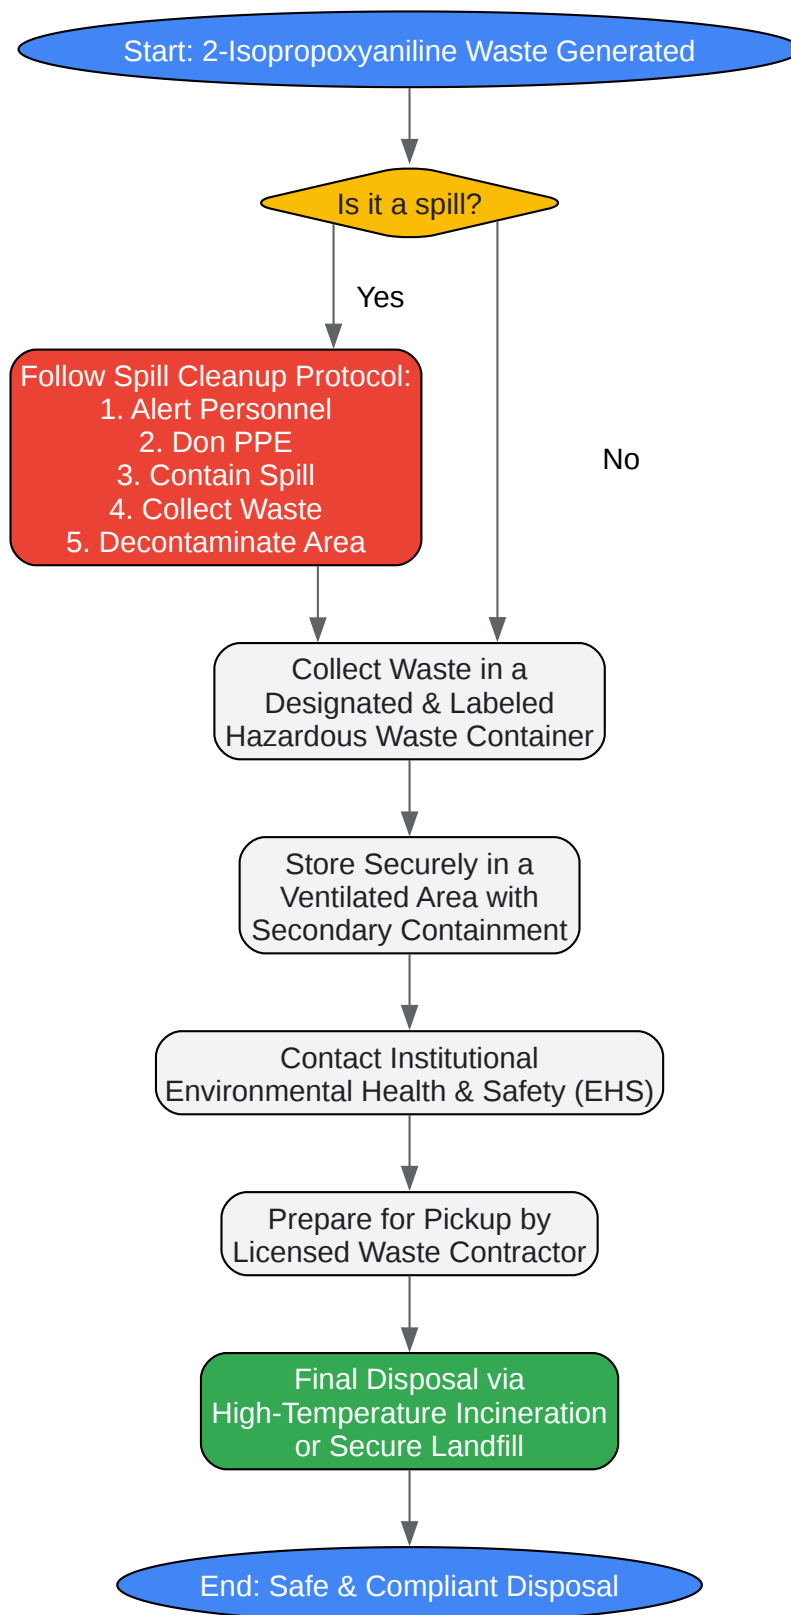 Start: 2-Isopropoxyaniline Waste Generated
Is it a spill?
Yes
Follow Spill Cleanup Protocol:
1. Alert Personnel
2. Don PPE
3. Contain Spill
4. Collect Waste
5. Decontaminate Area
No
Collect Waste in a
Designated & Labeled
Hazardous Waste Container
Store Securely in a
Ventilated Area with
Secondary Containment
Contact Institutional
Environmental Health & Safety (EHS)
Prepare for Pickup by
Licensed Waste Contractor
Final Disposal via
High-Temperature Incineration
or Secure Landfill
End: Safe & Compliant Disposal